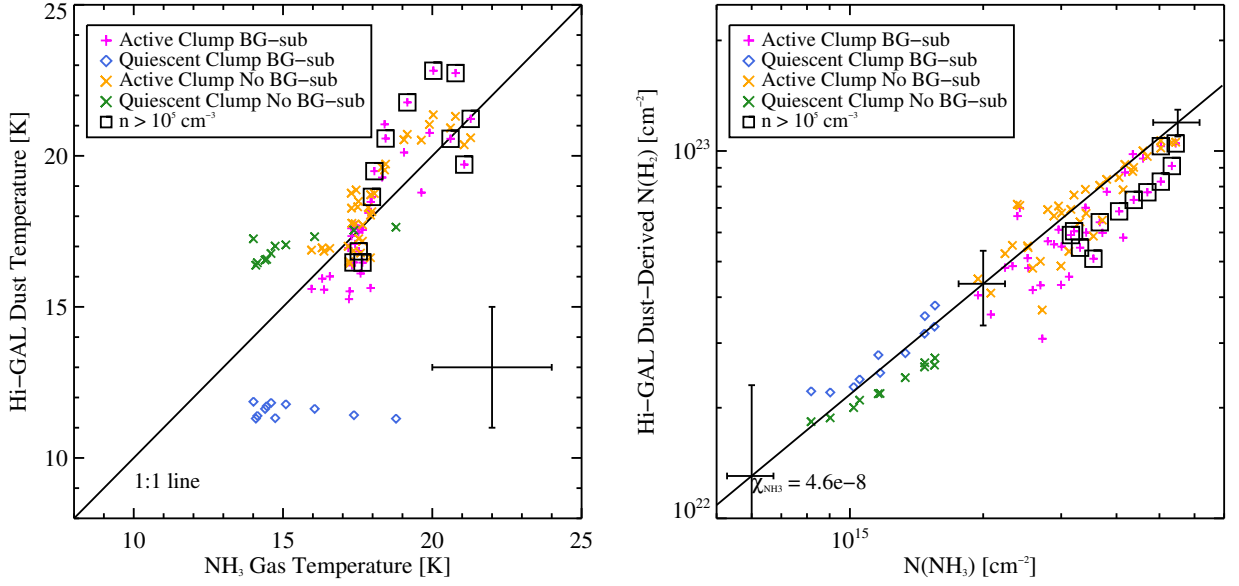 Active Clump BG−sub
Quiescent Clump BG−sub
Active Clump No BG−sub
Quiescent Clump No BG−sub
n > 10⁵ cm⁻³
25
20
15
10
10
15
20
25
1:1 line
NH₃ Gas Temperature [K]
Hi−GAL Dust Temperature [K]
Active Clump BG−sub
Quiescent Clump BG−sub
Active Clump No BG−sub
Quiescent Clump No BG−sub
n > 10⁵ cm⁻³
10²³
10²²
10¹⁵
χNH3 = 4.6e−8
N(NH₃) [cm⁻²]
Hi−GAL Dust−Derived N(H₂) [cm⁻²]